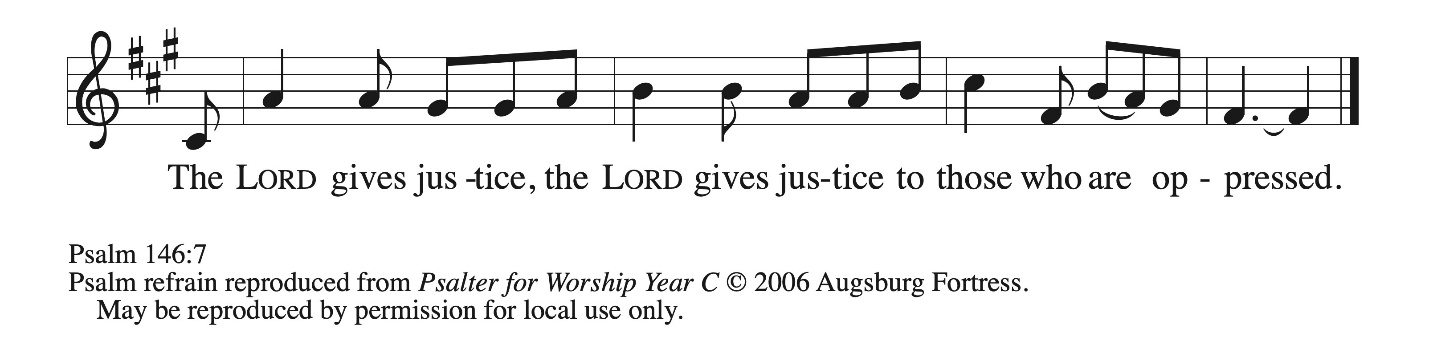 The LORD gives jus -tice, the LORD gives jus-tice to those who are op - pressed.
Psalm 146:7
Psalm refrain reproduced from Psalter for Worship Year C © 2006 Augsburg Fortress.
May be reproduced by permission for local use only.